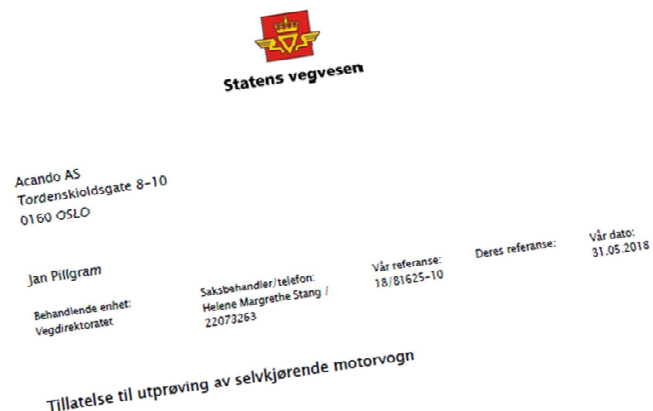 Statens vegvesen
Acando AS
Tordenskioldsgate 8-10
0160 OSLO
Jan Pillgram
Behandlende enhet:
Vegdirektoratet
Saksbehandler/telefon:
Helene Margrethe Stang /
22073263
Vår referanse:
18/81625-10
Deres referanse:
Vår dato:
31.05.2018
Tillatelse til utprøving av selvkjørende motorvogn